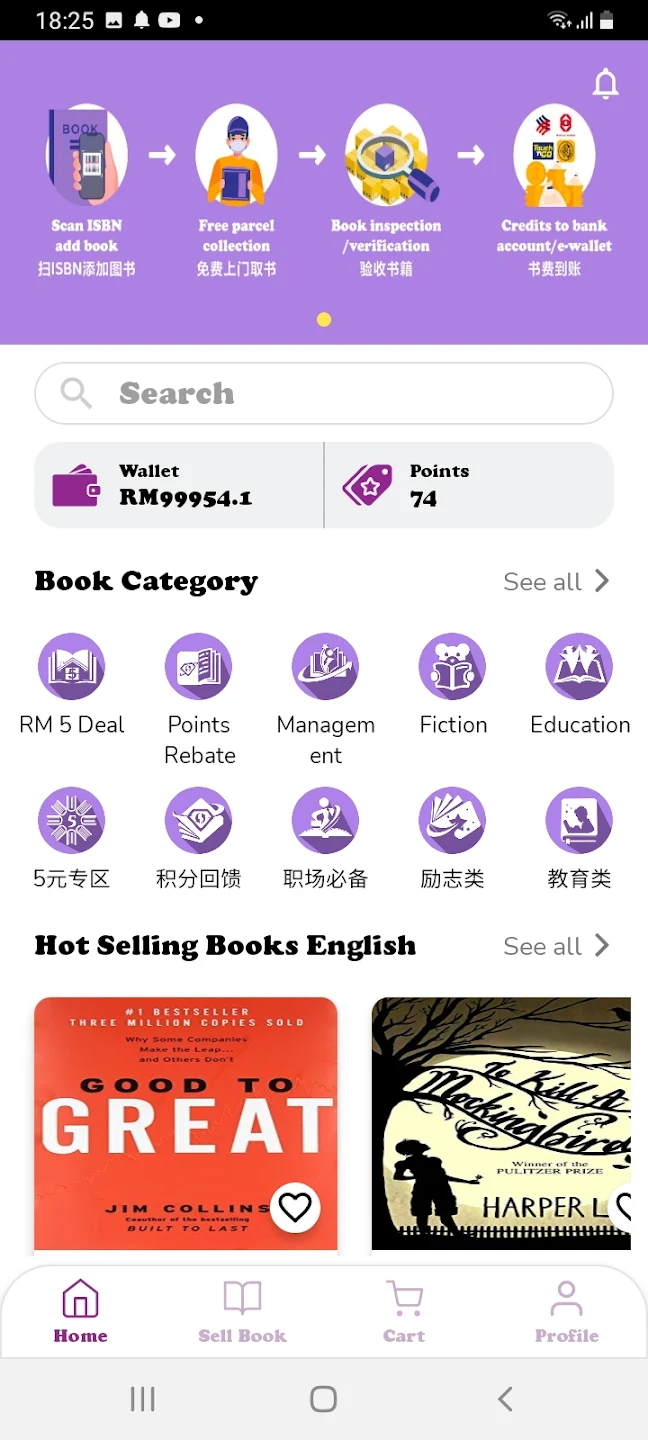 18:25
BOOK
Touch
nGO
Scan ISBN
add book
扫ISBN添加图书
Free parcel
collection
免费上门取书
Book inspection
/verification
验收书籍
Credits to bank
account/e-wallet
书费到账
Search
Wallet
RM99954.1
Points
74
Book Category
See all
5
RM 5 Deal
Points
Rebate
Managem
ent
Fiction
Education
5
5元专区
积分回馈
职场必备
励志类
教育类
Hot Selling Books English
See all
#1 BESTSELLER
THREE MILLION COPIES SOLD
Why Some Companies
Make the Leap...
and Others Don't
GOOD TO
GREAT
JIM COLLINS
Coauthor of the bestselling
BUILT TO LAST
To Kill A
Mockingbird
Winner of the
PULITZER PRIZE
HARPER L
Home
Sell Book
Cart
Profile